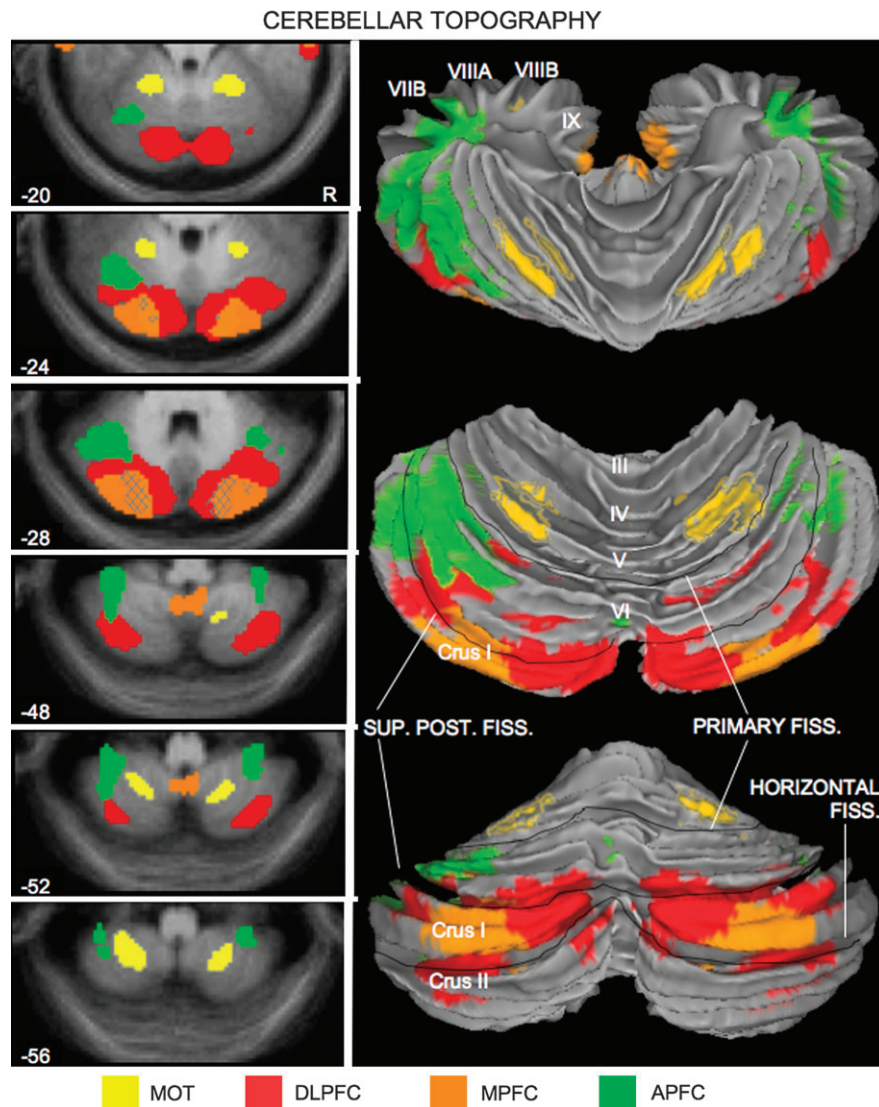 CEREBELLAR TOPOGRAPHY
-20
R
-24
-28
-48
-52
-56
VIIB
VIIIA
VIIIB
IX
III
IV
V
VI
Crus I
SUP. POST. FISS.
PRIMARY FISS.
HORIZONTAL
FISS.
Crus I
Crus II
MOT
DLPFC
MPFC
APFC